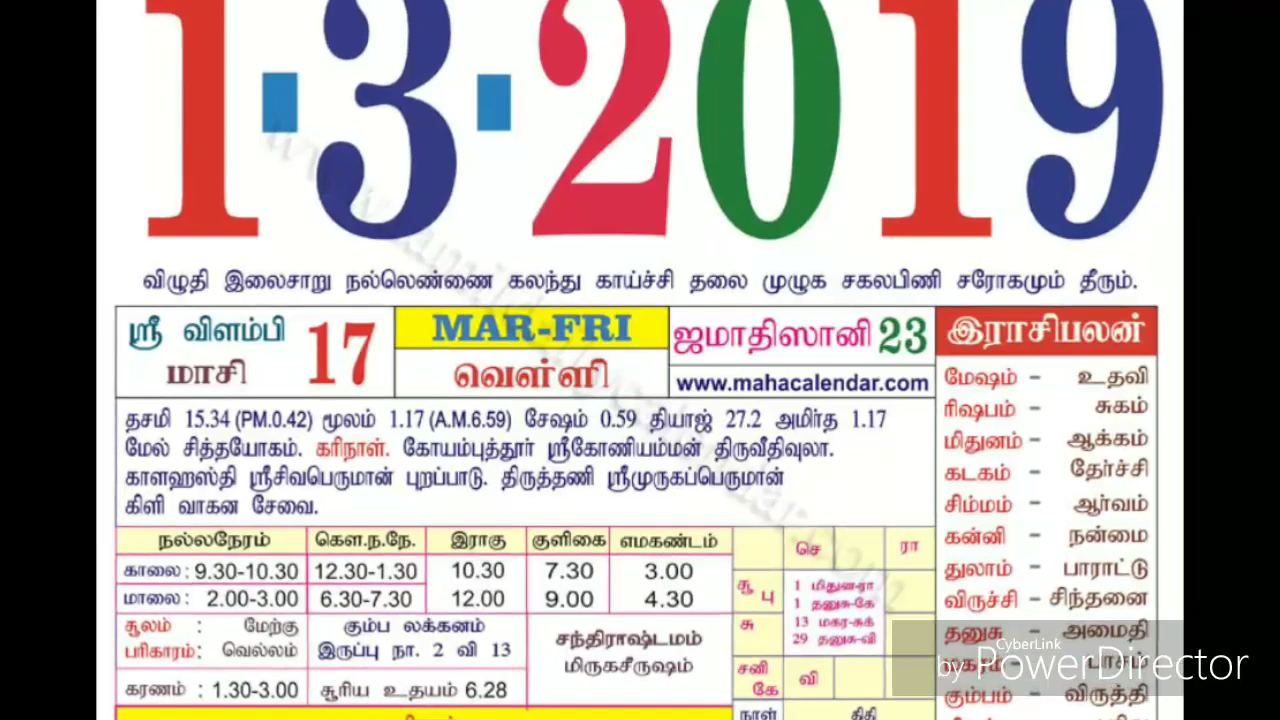 1·3·2019
விழுதி இலைசாறு நல்லெண்ணை கலந்து காய்ச்சி தலை முழுக சகலபிணி சரோகமும் தீரும்.
ஸ்ரீ விளம்பி
மாசி
17
MAR-FRI
வெள்ளி
ஜமாதிஸானி 23
www.mahacalendar.com
தசமி 15.34 (PM.0.42) மூலம் 1.17 (A.M.6.59) சேஷம் 0.59 தியாஜ் 27.2 அமிர்த 1.17
மேல் சித்தயோகம். கரிநாள். கோயம்புத்தூர் ஸ்ரீகோணியம்மன் திருவீதிவுலா.
காளஹஸ்தி ஸ்ரீசிவபெருமான் புறப்பாடு. திருத்தணி ஸ்ரீமுருகப்பெருமான்
கிளி வாகன சேவை.
இராசிபலன்
மேஷம் – உதவி
ரிஷபம் – சுகம்
மிதுனம் – ஆக்கம்
கடகம் – தேர்ச்சி
சிம்மம் – ஆர்வம்
கன்னி – நன்மை
துலாம் – பாராட்டு
விருச்சி – சிந்தனை
தனுசு – அமைதி
கும்பம் – விருத்தி
நல்லநேரம் கௌ.ந.நே. இராகு குளிகை எமகண்டம்
காலை : 9.30-10.30 12.30-1.30 10.30 7.30 3.00
மாலை : 2.00-3.00 6.30-7.30 12.00 9.00 4.30
சூலம் : மேற்கு
பரிகாரம் : வெல்லம்
கும்ப லக்கனம்
இருப்பு நா. 2 வி 13
சந்திராஷ்டமம்
மிருகசீருஷம்
கரணம் : 1.30-3.00 சூரிய உதயம் 6.28
செ ரா
சூ பு
சு
1 மிதுன-ரா
1 தனுசு-கே
13 மகர-சுக்
29 தனுசு-வி
சனி
கே
வி
நாள் திதி
CyberLink
by PowerDirector